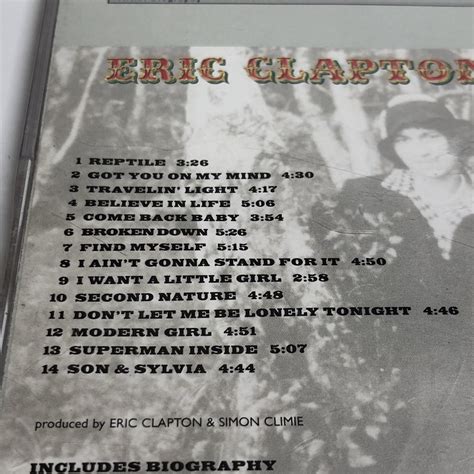 ERIC CLAPTON
1 REPTILE 3:26
2 GOT YOU ON MY MIND 4:30
3 TRAVELIN' LIGHT 4:17
4 BELIEVE IN LIFE 5:06
5 COME BACK BABY 3:54
6 BROKEN DOWN 5:26
7 FIND MYSELF 5:15
8 I AIN'T GONNA STAND FOR IT 4:50
9 I WANT A LITTLE GIRL 2:58
10 SECOND NATURE 4:48
11 DON'T LET ME BE LONELY TONIGHT 4:46
12 MODERN GIRL 4:51
13 SUPERMAN INSIDE 5:07
14 SON & SYLVIA 4:44
produced by ERIC CLAPTON & SIMON CLIMIE
INCLUDES BIOGRAPHY